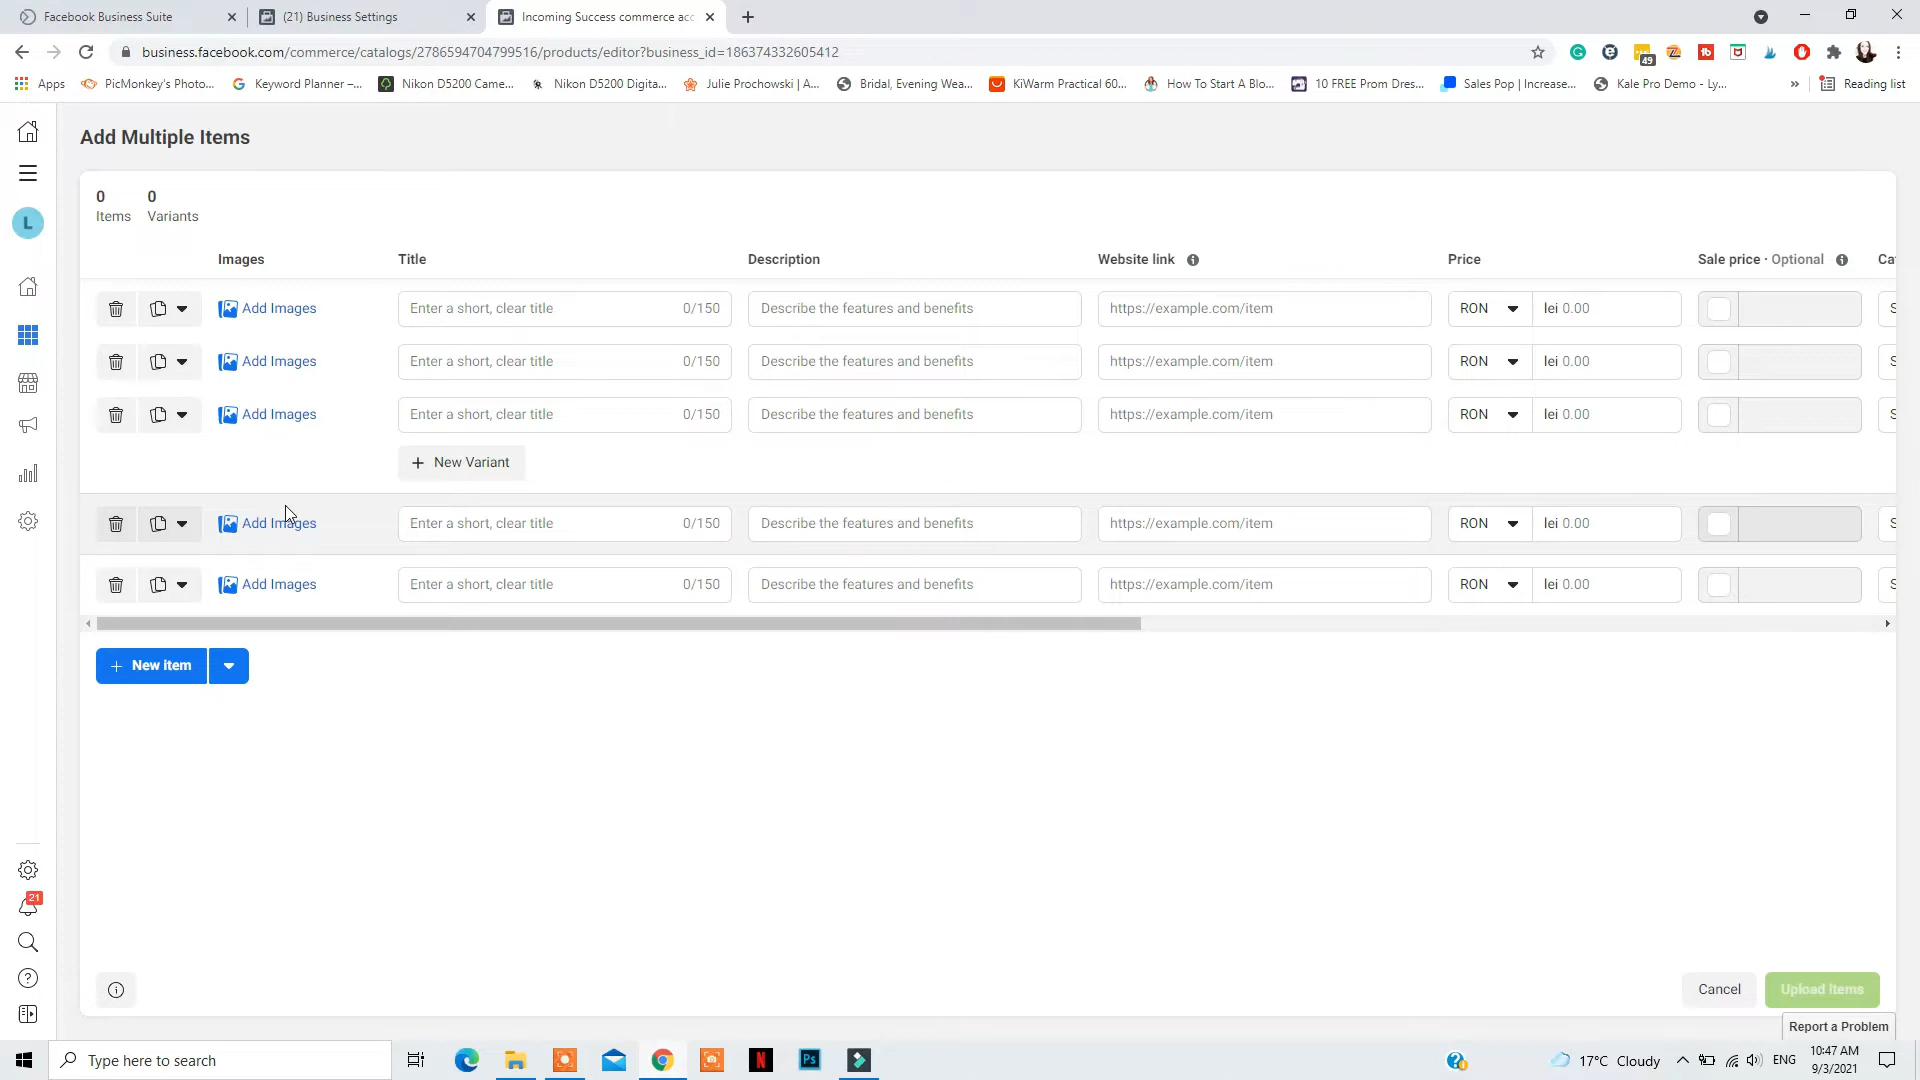 Facebook Business Suite
(21) Business Settings
Incoming Success commerce acc
business.facebook.com/commerce/catalogs/2786594704799516/products/editor?business_id=186374332605412
49
Apps
PicMonkey's Photo...
Keyword Planner –...
Nikon D5200 Came...
Nikon D5200 Digita...
Julie Prochowski | A...
Bridal, Evening Wea...
KiWarm Practical 60...
How To Start A Blo...
10 FREE Prom Dres...
Sales Pop | Increase...
Kale Pro Demo - Ly...
»
Reading list
Add Multiple Items
L
0 0
Items Variants
Images Title Description Website link Price Sale price · Optional Cat
Add Images Enter a short, clear title 0/150 Describe the features and benefits https://example.com/item RON lei 0.00 S
Add Images Enter a short, clear title 0/150 Describe the features and benefits https://example.com/item RON lei 0.00 S
Add Images Enter a short, clear title 0/150 Describe the features and benefits https://example.com/item RON lei 0.00 S
+ New Variant
Add Images Enter a short, clear title 0/150 Describe the features and benefits https://example.com/item RON lei 0.00 S
Add Images Enter a short, clear title 0/150 Describe the features and benefits https://example.com/item RON lei 0.00 S
+ New item
21
Cancel Upload Items
Report a Problem
Type here to search
N
Ps
17°C Cloudy
ENG
10:47 AM
9/3/2021